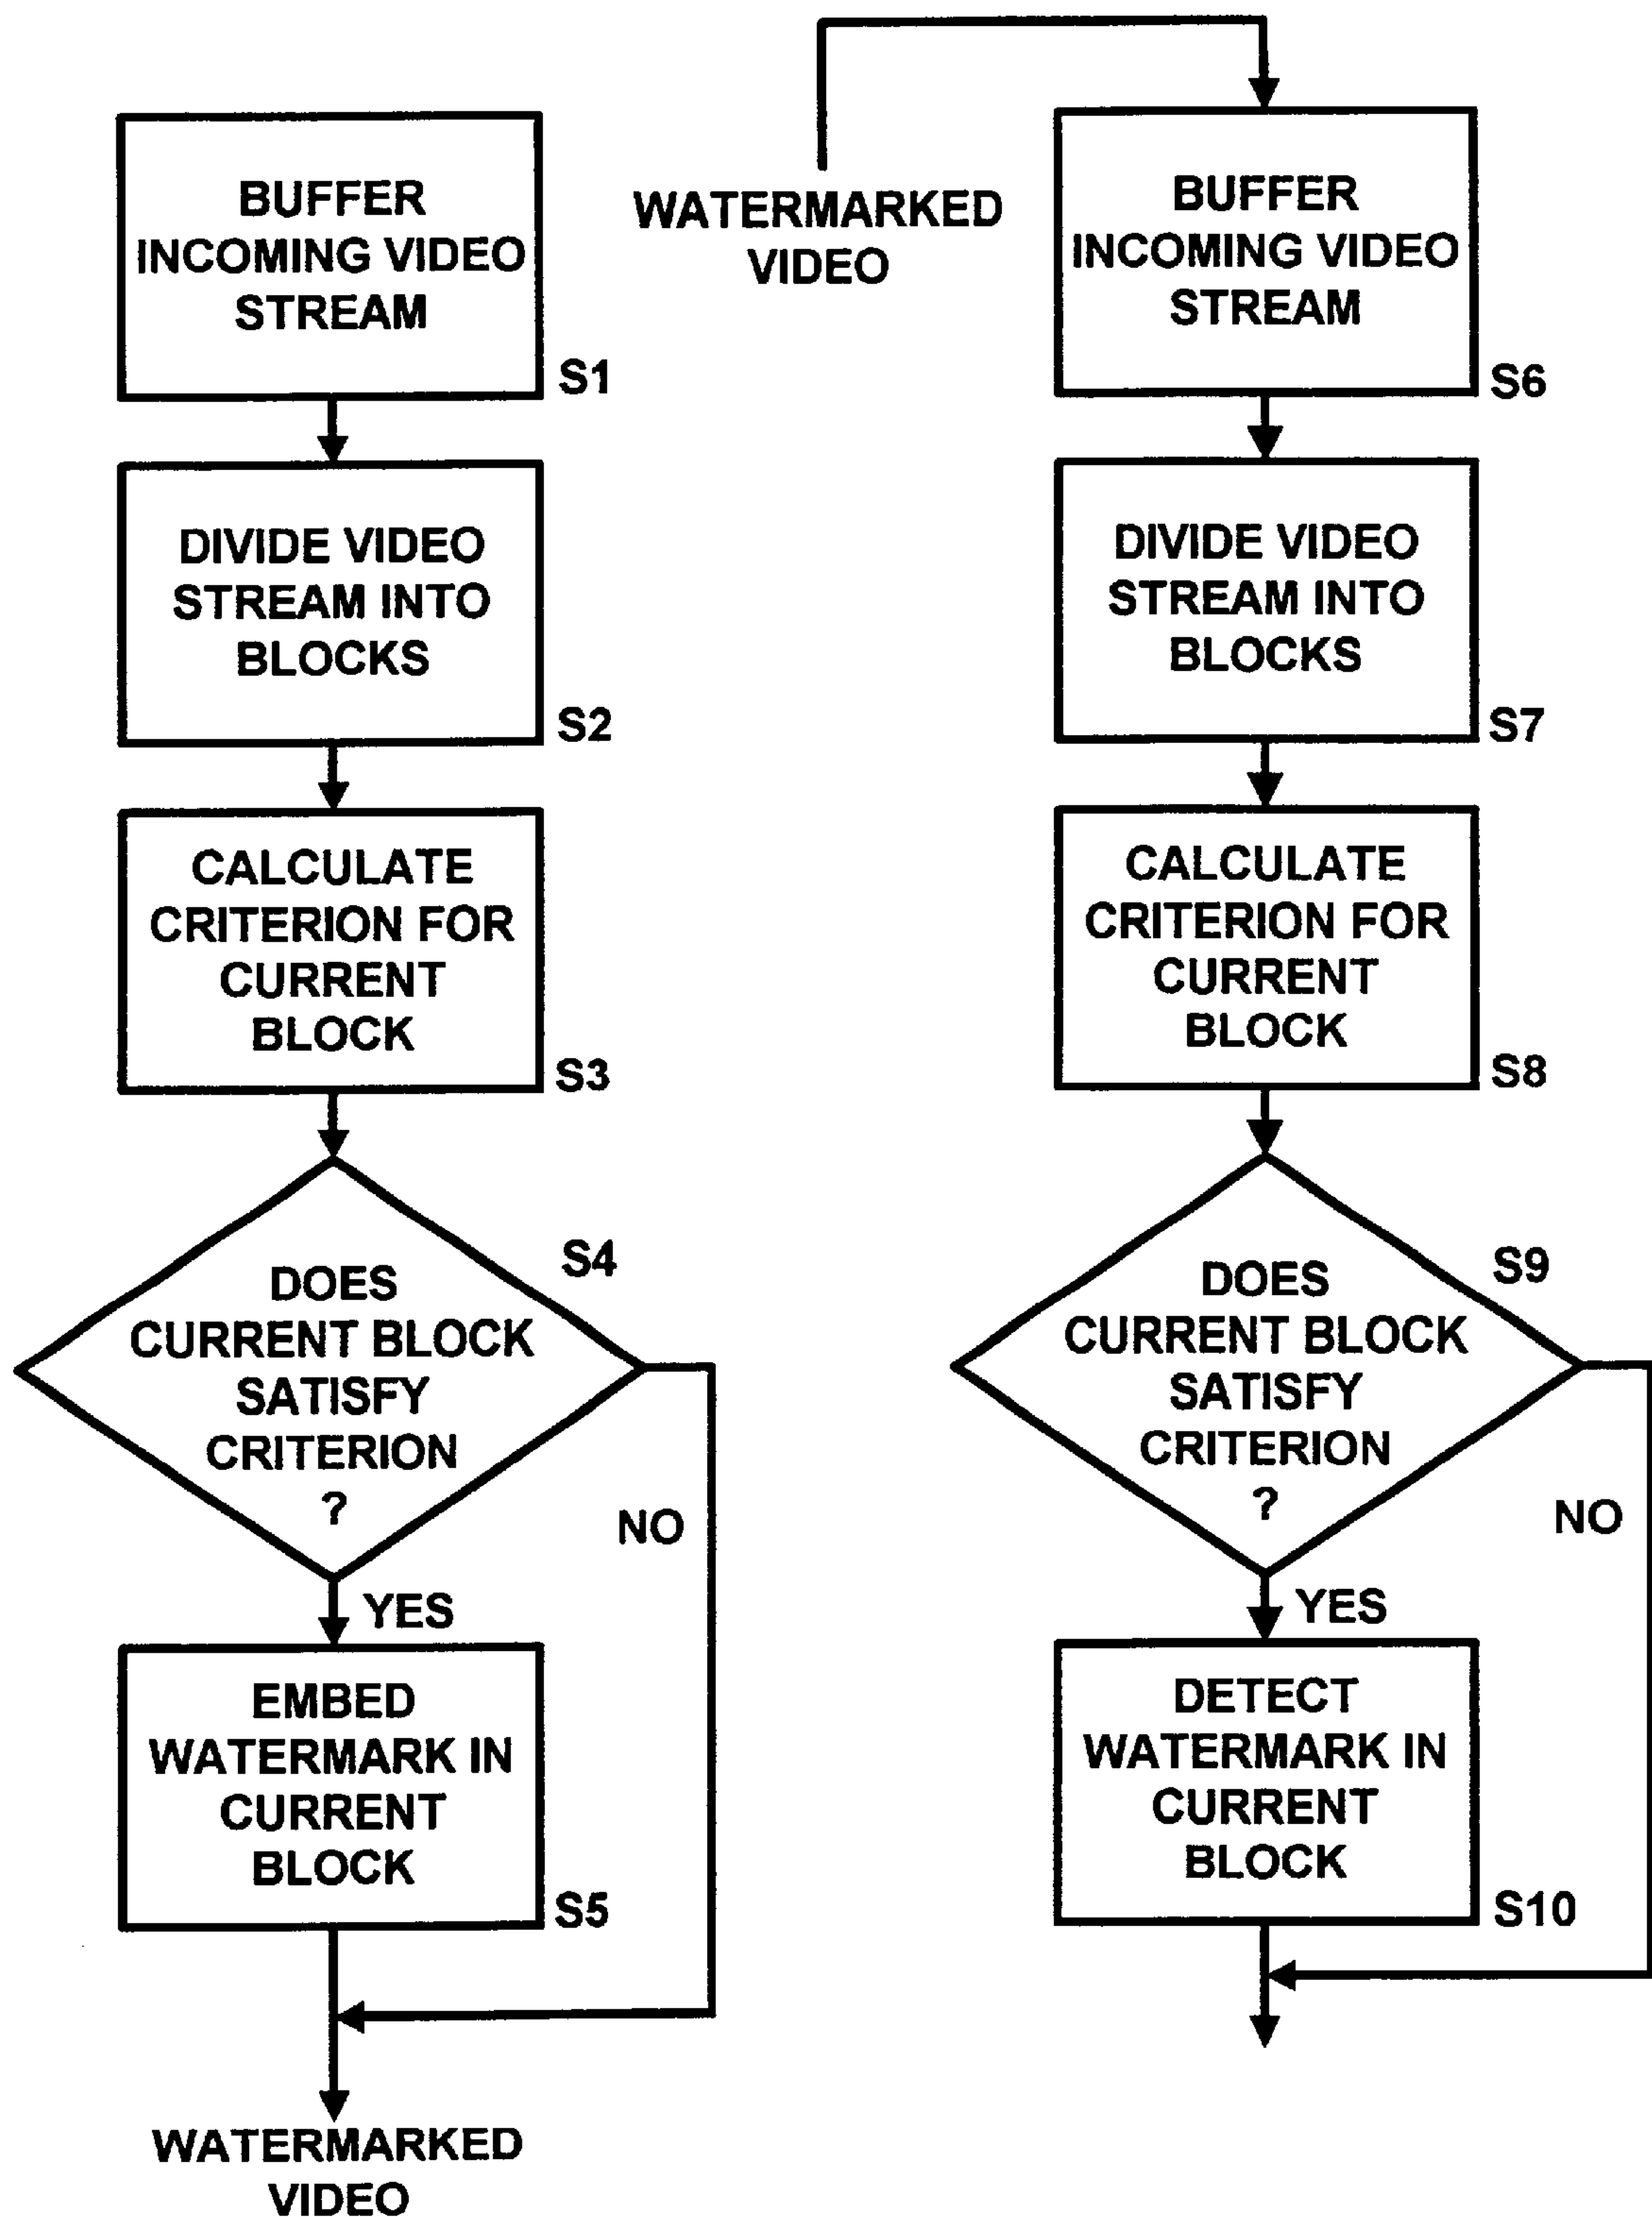 BUFFER
INCOMING VIDEO
STREAM
S1
DIVIDE VIDEO
STREAM INTO
BLOCKS
S2
CALCULATE
CRITERION FOR
CURRENT
BLOCK
S3
S4
DOES
CURRENT BLOCK
SATISFY
CRITERION
?
NO
YES
EMBED
WATERMARK IN
CURRENT
BLOCK
S5
WATERMARKED
VIDEO
WATERMARKED
VIDEO
BUFFER
INCOMING VIDEO
STREAM
S6
DIVIDE VIDEO
STREAM INTO
BLOCKS
S7
CALCULATE
CRITERION FOR
CURRENT
BLOCK
S8
S9
DOES
CURRENT BLOCK
SATISFY
CRITERION
?
NO
YES
DETECT
WATERMARK IN
CURRENT
BLOCK
S10